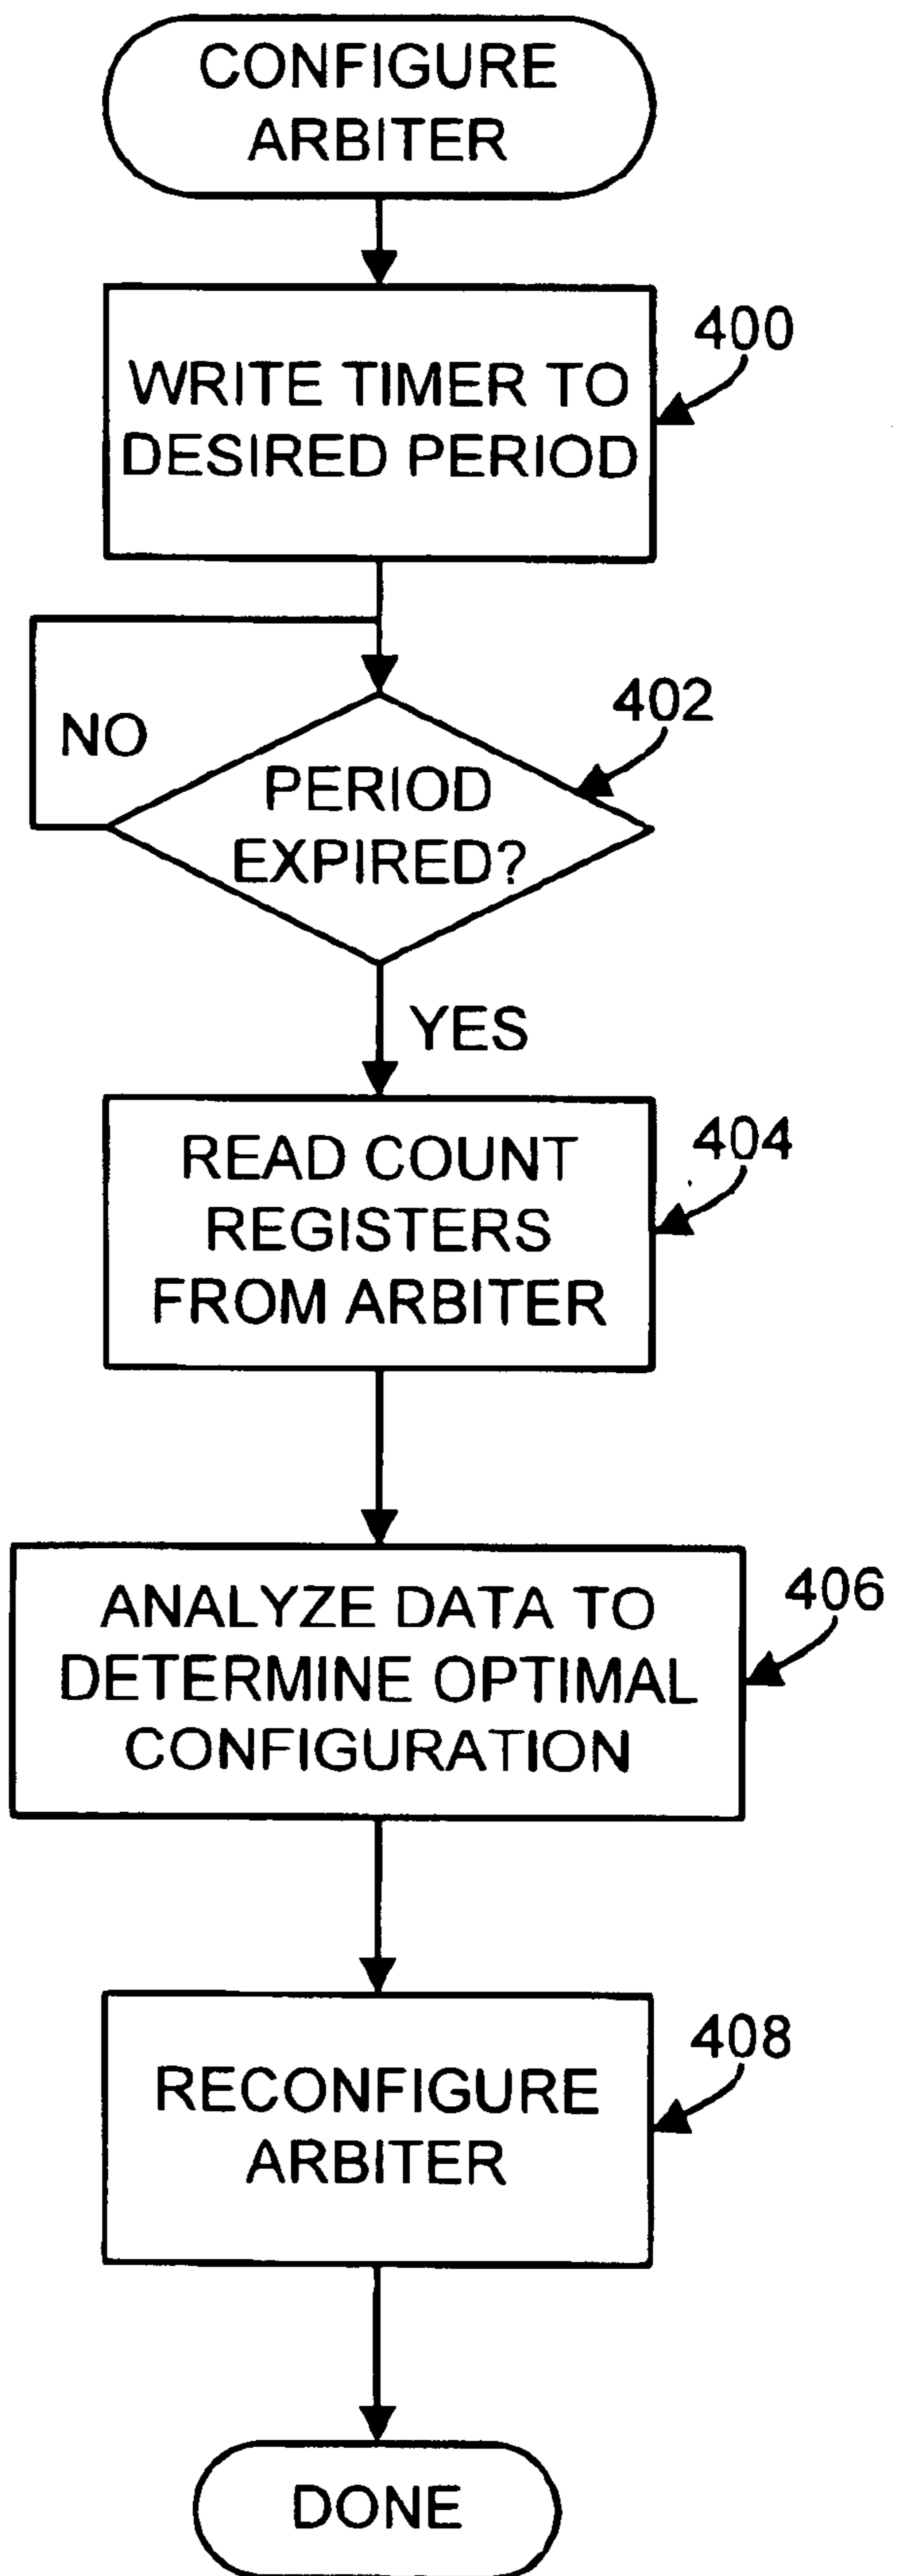 CONFIGURE
ARBITER
400
WRITE TIMER TO
DESIRED PERIOD
402
NO
PERIOD
EXPIRED?
YES
404
READ COUNT
REGISTERS
FROM ARBITER
406
ANALYZE DATA TO
DETERMINE OPTIMAL
CONFIGURATION
408
RECONFIGURE
ARBITER
DONE